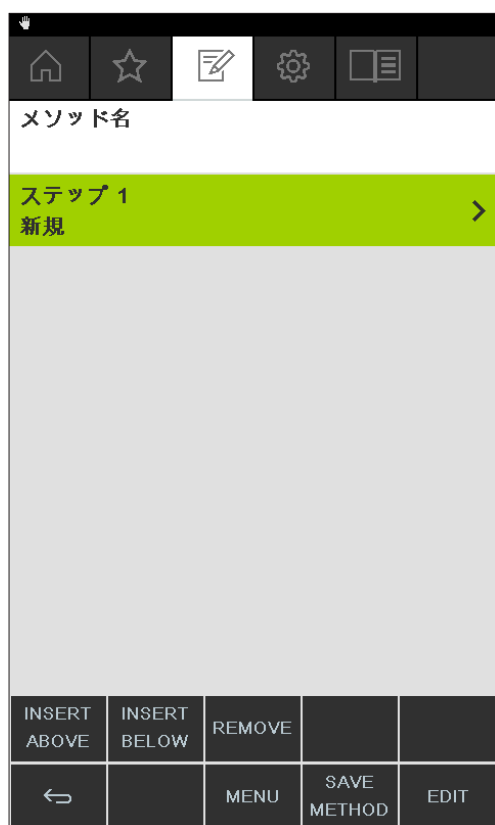 メソッド名
ステップ 1
新規
INSERT ABOVE
INSERT BELOW
REMOVE
MENU
SAVE METHOD
EDIT